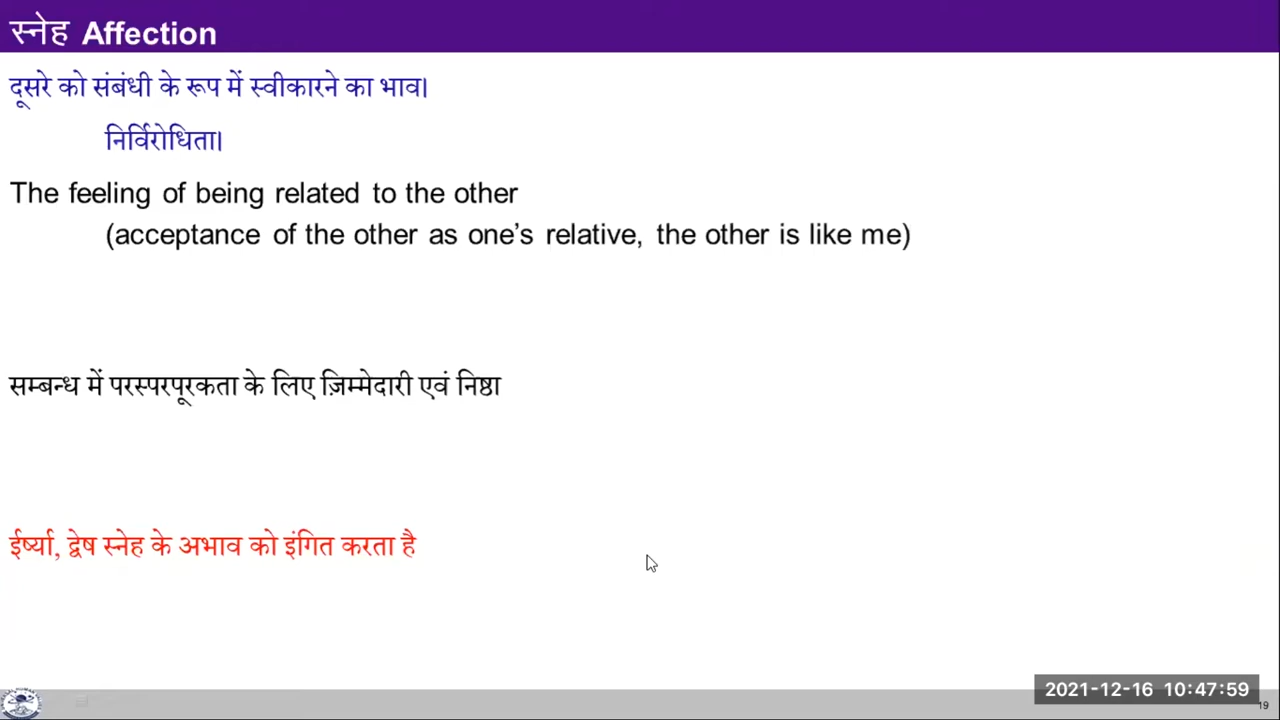 स्नेह Affection
दूसरे को संबंधी के रूप में स्वीकारने का भाव।
निर्विरोधिता।
The feeling of being related to the other
(acceptance of the other as one's relative, the other is like me)
सम्बन्ध में परस्परपूरकता के लिए ज़िम्मेदारी एवं निष्ठा
ईर्ष्या, द्वेष स्नेह के अभाव को इंगित करता है
2021-12-16 10:47:59
19